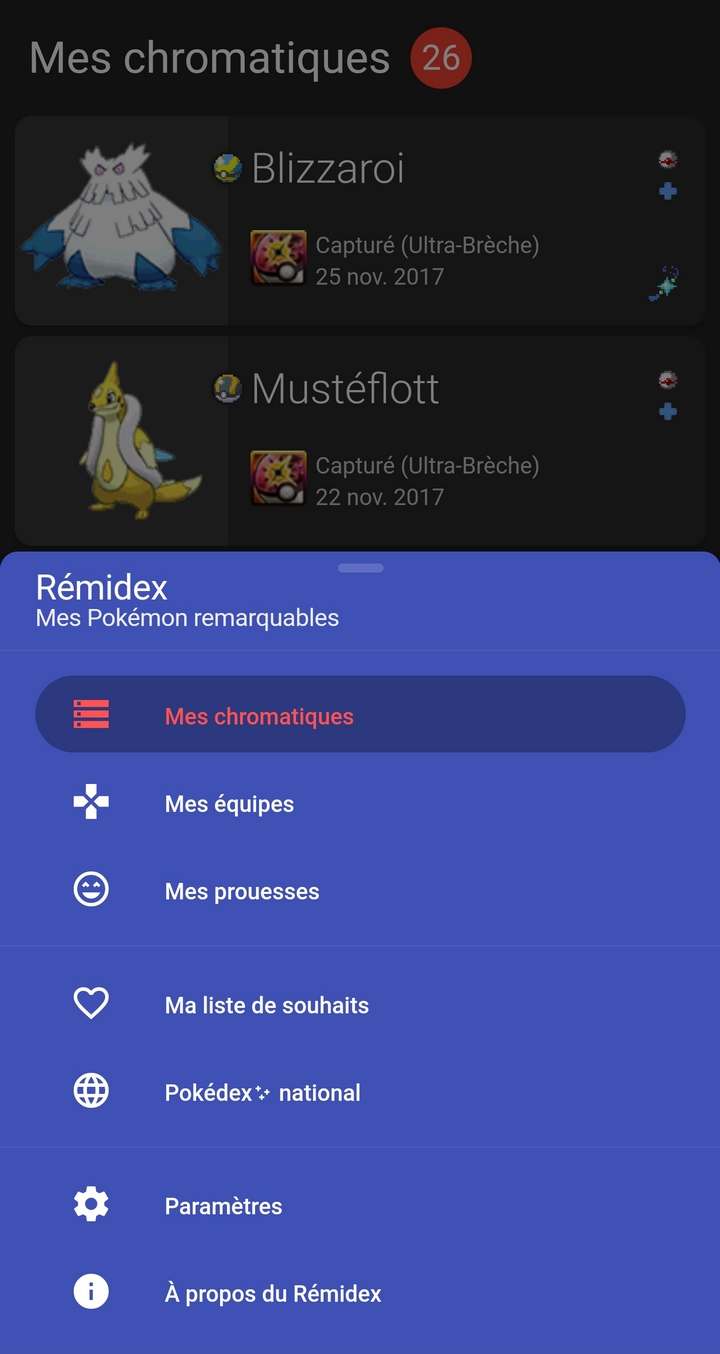 Mes chromatiques 26
Blizzaroi
Capturé (Ultra-Brèche)
25 nov. 2017
Mustéflott
Capturé (Ultra-Brèche)
22 nov. 2017
Rémidex
Mes Pokémon remarquables
Mes chromatiques
Mes équipes
Mes prouesses
Ma liste de souhaits
Pokédex national
Paramètres
À propos du Rémidex